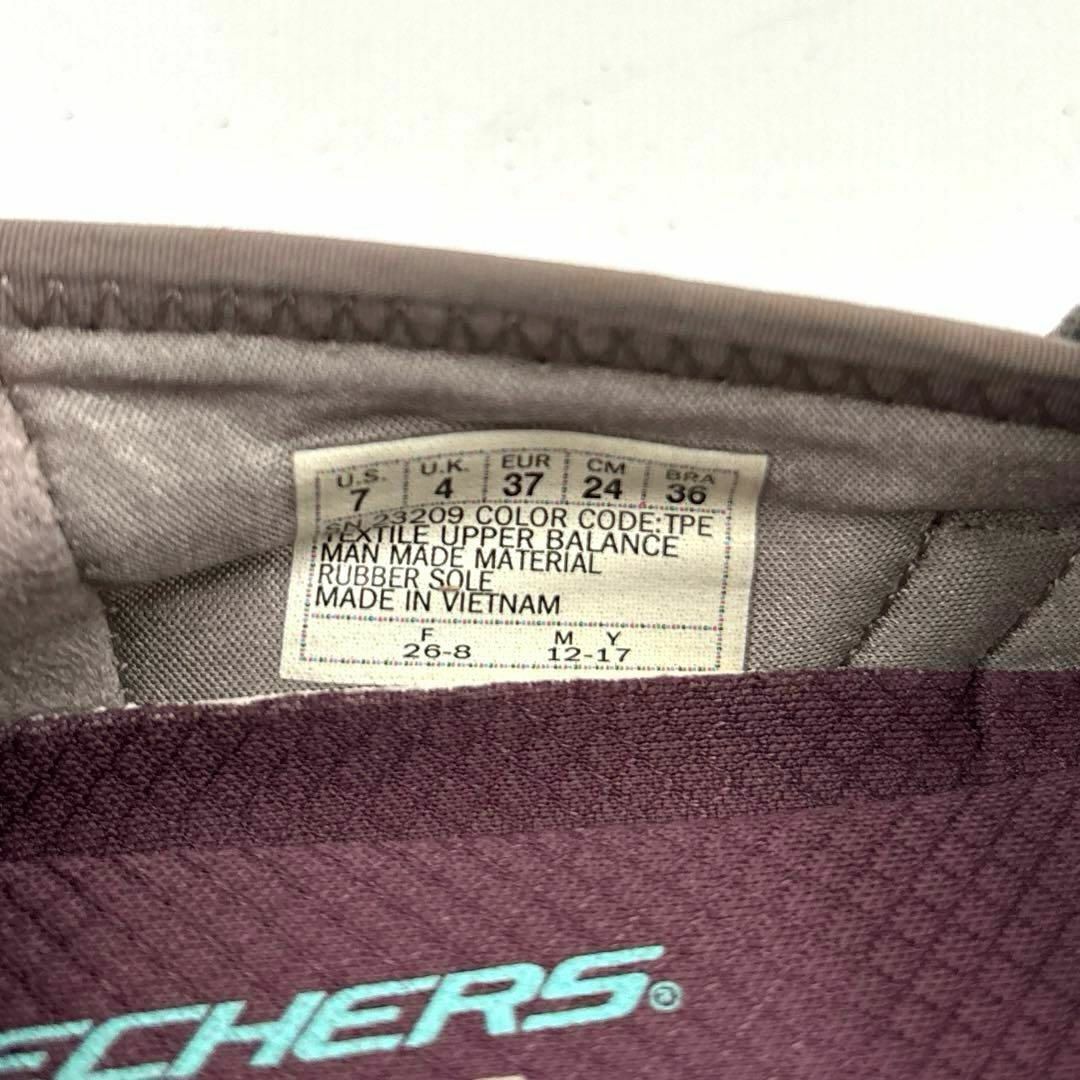 U.S. U.K. EUR CM BRA
7 4 37 24 36
SN 23209 COLOR CODE:TPE
TEXTILE UPPER BALANCE
MAN MADE MATERIAL
RUBBER SOLE
MADE IN VIETNAM
F M Y
26-8 12-17
ECHERS®